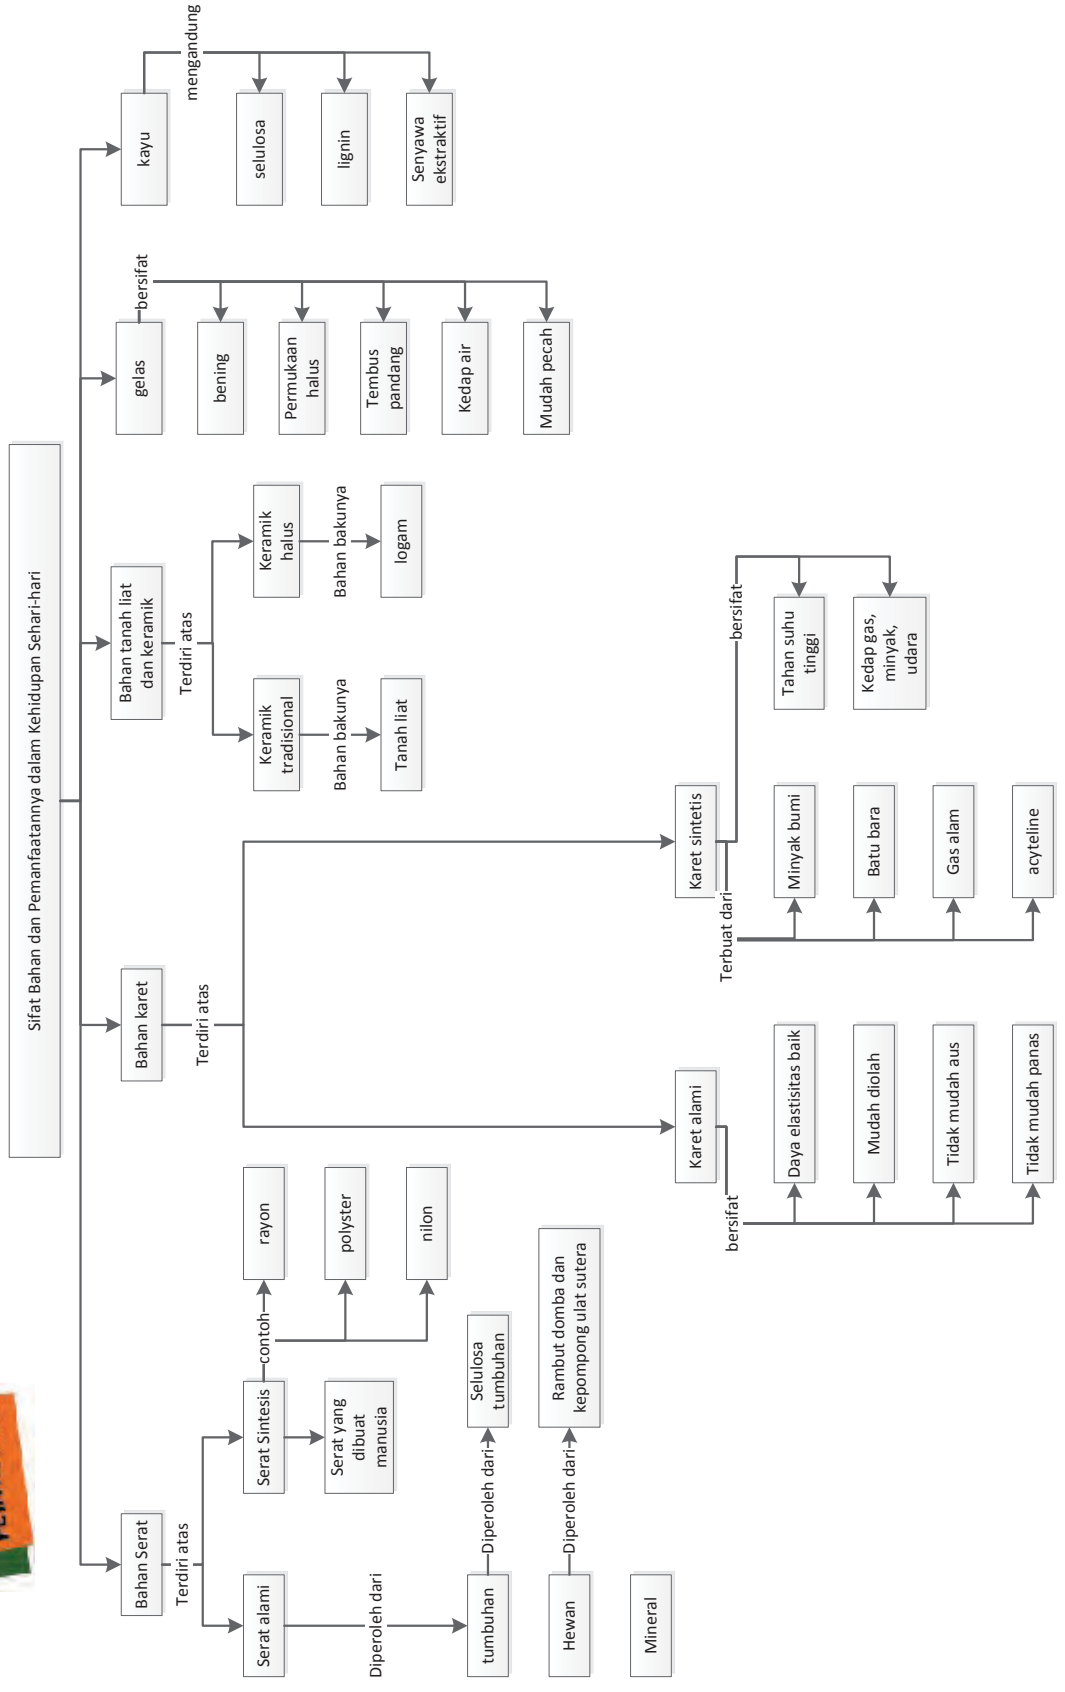 Sifat Bahan dan Pemanfaatannya dalam Kehidupan Sehari-hari
Bahan Serat
Terdiri atas
Serat alami
Diperoleh dari
tumbuhan
Diperoleh dari
Selulosa
tumbuhan
Hewan
Diperoleh dari
Rambut domba dan
kepompong ulat sutera
Mineral
Serat Sintesis
Serat yang
dibuat
manusia
contoh
rayon
polyster
nilon
Bahan karet
Terdiri atas
Karet alami
bersifat
Daya elastisitas baik
Mudah diolah
Tidak mudah aus
Tidak mudah panas
Karet sintetis
Terbuat dari
Minyak bumi
Batu bara
Gas alam
acyteline
bersifat
Tahan suhu
tinggi
Kedap gas,
minyak,
udara
Bahan tanah liat
dan keramik
Terdiri atas
Keramik
tradisional
Bahan bakunya
Tanah liat
Keramik
halus
Bahan bakunya
logam
gelas
bersifat
bening
Permukaan
halus
Tembus
pandang
Kedap air
Mudah pecah
kayu
mengandung
selulosa
lignin
Senyawa
ekstraktif